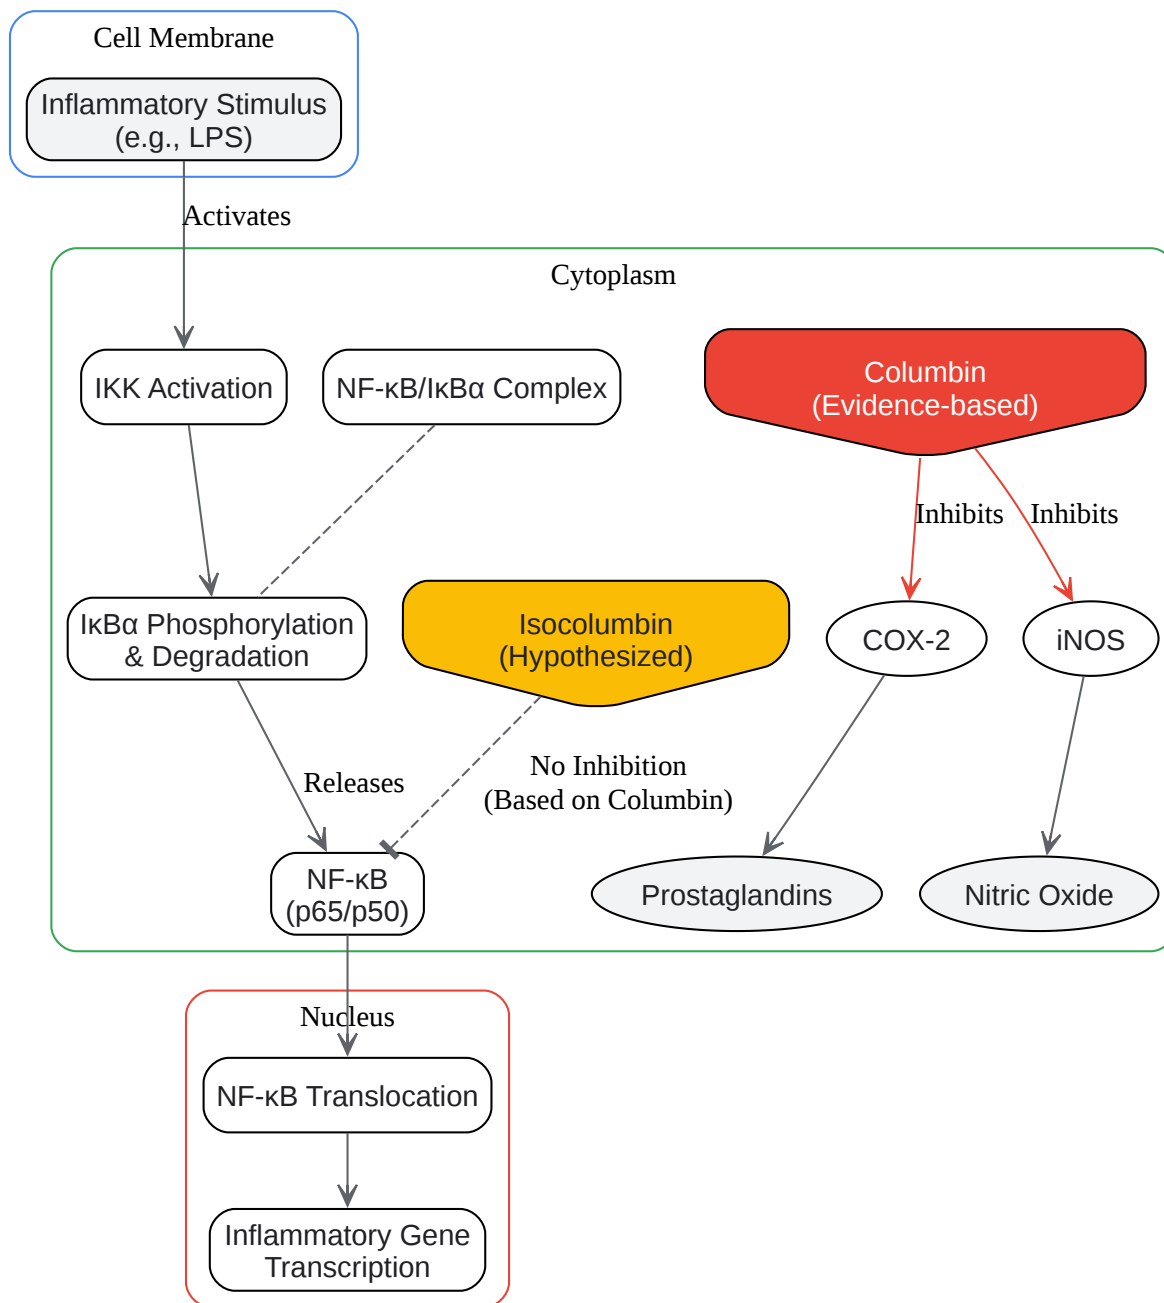 Cell Membrane
Inflammatory Stimulus
(e.g., LPS)
Activates
Cytoplasm
IKK Activation
NF-κB/IκBα Complex
Columbin
(Evidence-based)
Inhibits
Inhibits
IκBα Phosphorylation
& Degradation
Isocolumbin
(Hypothesized)
COX-2
iNOS
Releases
No Inhibition
(Based on Columbin)
NF-κB
(p65/p50)
Prostaglandins
Nitric Oxide
Nucleus
NF-κB Translocation
Inflammatory Gene
Transcription